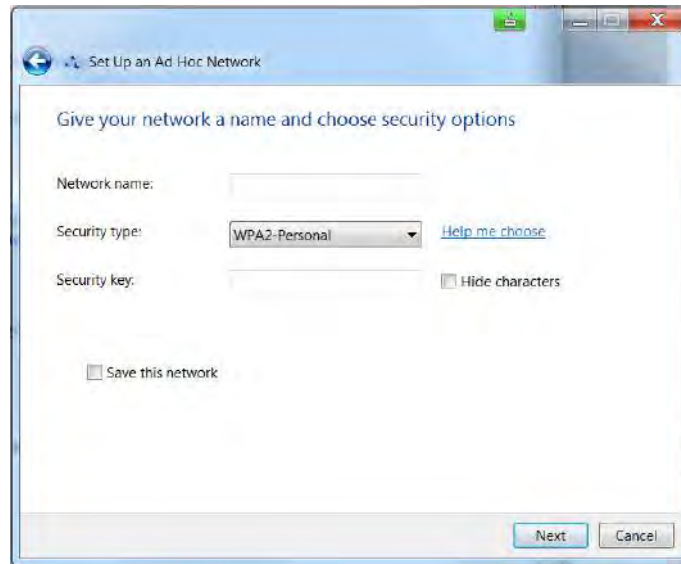 Set Up an Ad Hoc Network
Give your network a name and choose security options
Network name:
Security type:
WPA2-Personal
Help me choose
Security key:
Hide characters
Save this network
Next
Cancel